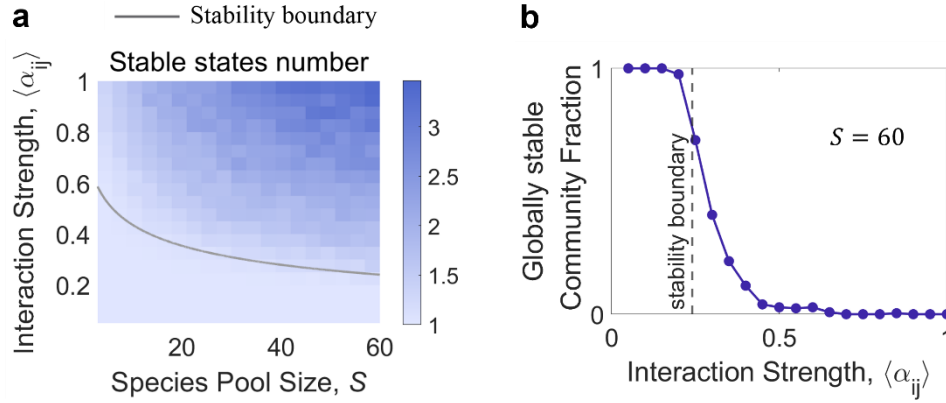 a
Stability boundary
Stable states number
Interaction Strength, ⟨α_ij⟩
1
0.8
0.6
0.4
0.2
20
40
60
Species Pool Size, S
3
2.5
2
1.5
1
b
Globally stable
Community Fraction
1
0
stability boundary
S = 60
0
0.5
1
Interaction Strength, ⟨α_ij⟩